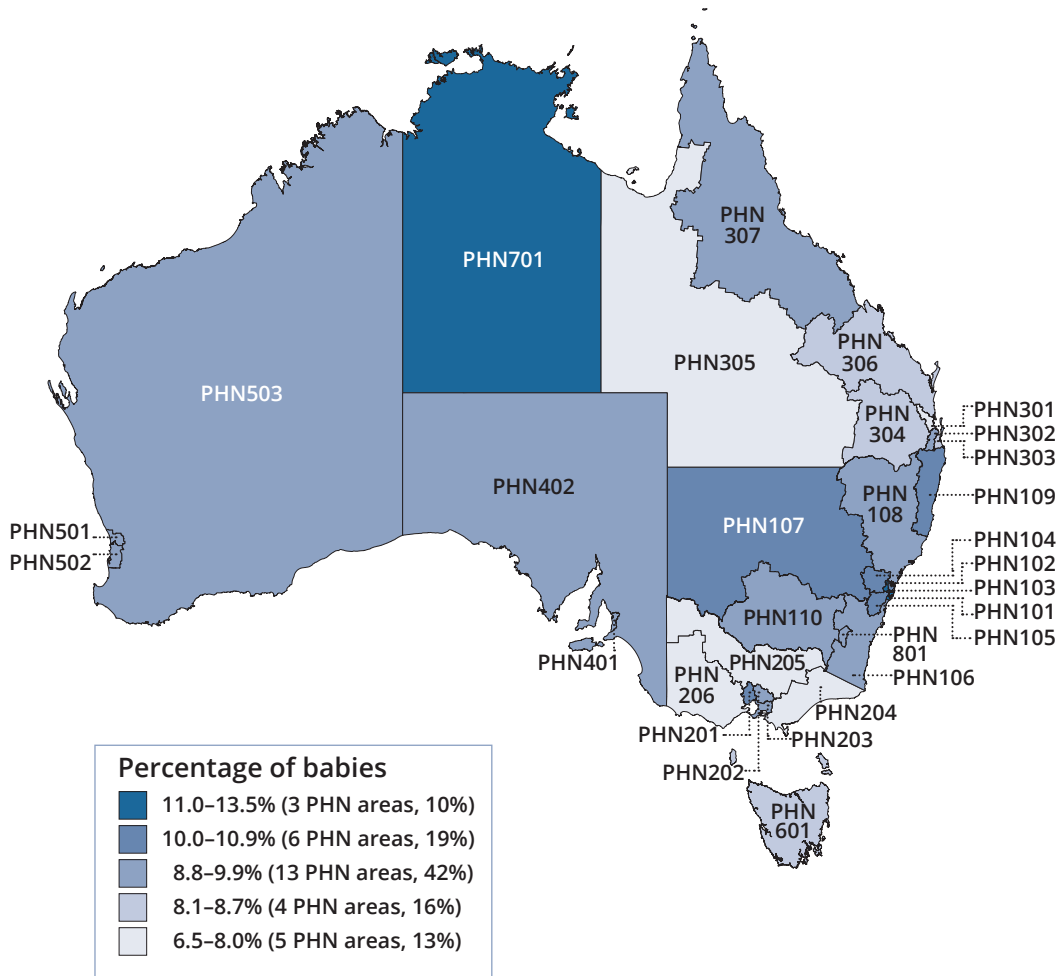 PHN
307
PHN701
PHN305
PHN
306
PHN503
PHN301
PHN
304
PHN302
PHN303
PHN402
PHN
108
PHN109
PHN107
PHN501
PHN104
PHN502
PHN102
PHN103
PHN110
PHN101
PHN
801
PHN105
PHN401
PHN205
PHN106
PHN
206
PHN204
PHN201
PHN203
PHN202
PHN
601
Percentage of babies
11.0–13.5% (3 PHN areas, 10%)
10.0–10.9% (6 PHN areas, 19%)
8.8–9.9% (13 PHN areas, 42%)
8.1–8.7% (4 PHN areas, 16%)
6.5–8.0% (5 PHN areas, 13%)